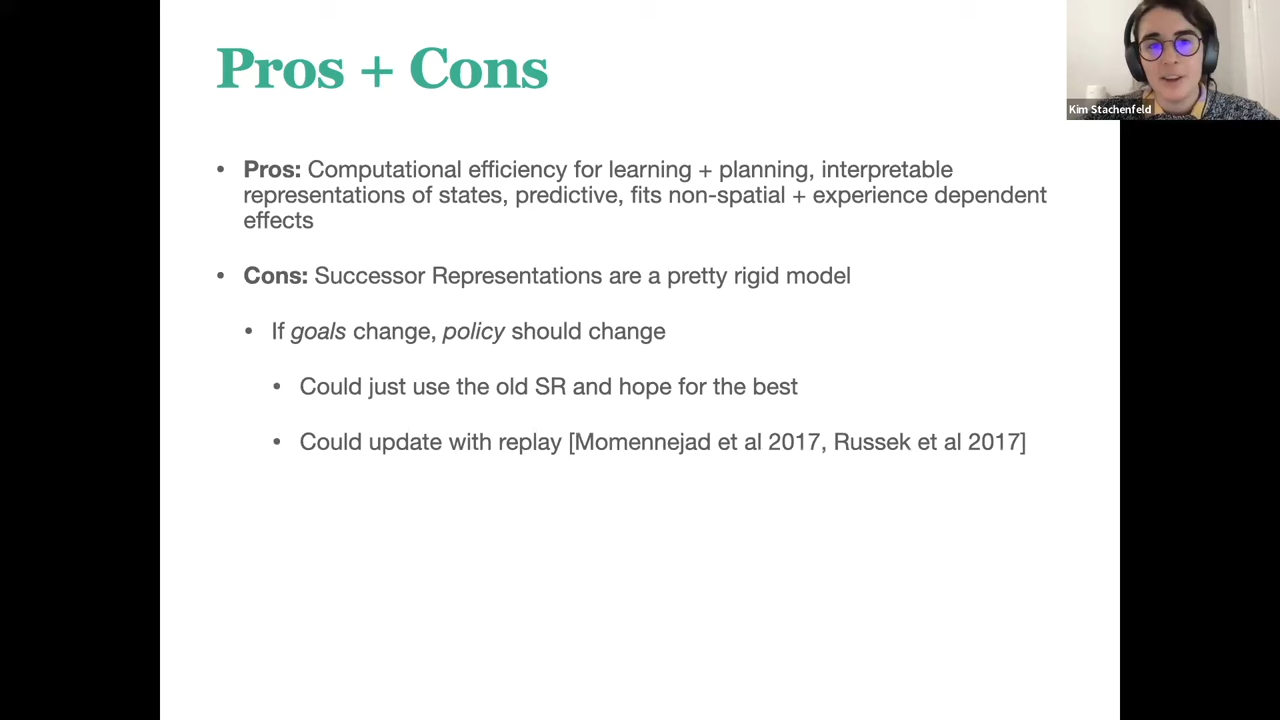 Pros + Cons
Kim Stachenfeld
• Pros: Computational efficiency for learning + planning, interpretable
representations of states, predictive, fits non-spatial + experience dependent
effects
• Cons: Successor Representations are a pretty rigid model
• If goals change, policy should change
• Could just use the old SR and hope for the best
• Could update with replay [Momennejad et al 2017, Russek et al 2017]